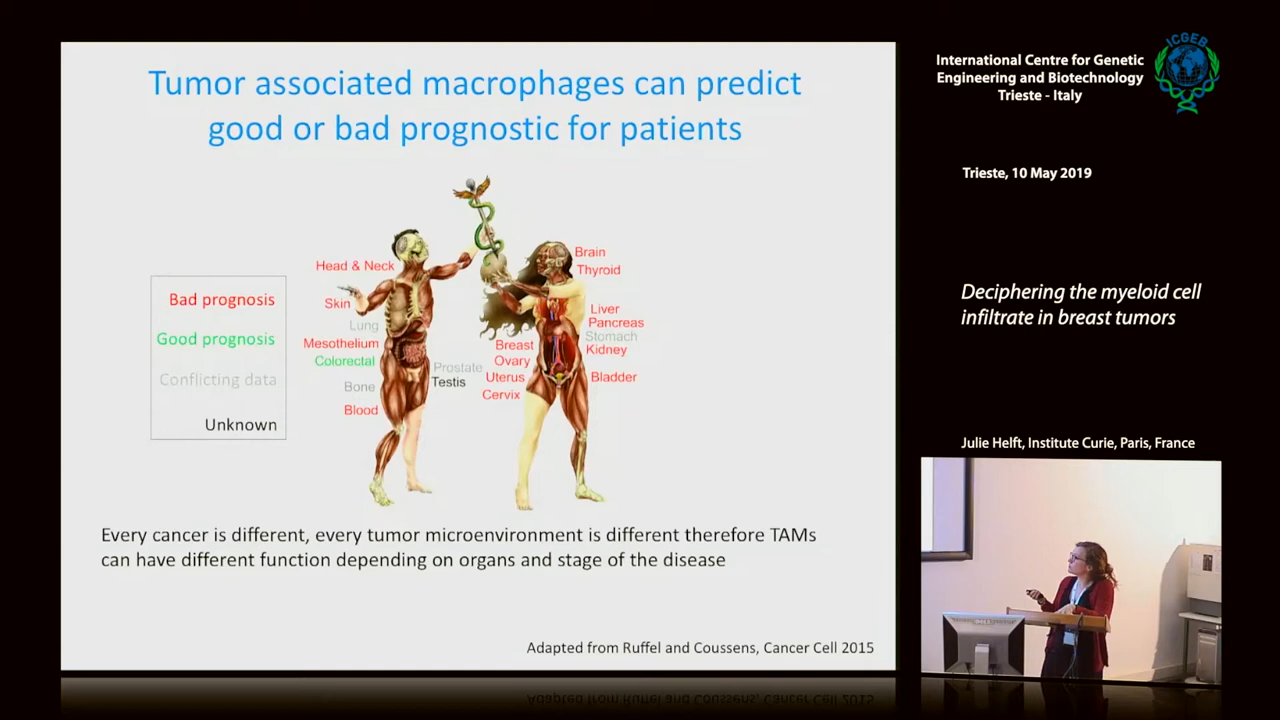 Tumor associated macrophages can predict
good or bad prognostic for patients
Bad prognosis
Good prognosis
Conflicting data
Unknown
Head & Neck
Skin
Lung
Mesothelium
Colorectal
Bone
Blood
Prostate
Testis
Brain
Thyroid
Liver
Pancreas
Stomach
Kidney
Bladder
Breast
Ovary
Uterus
Cervix
Every cancer is different, every tumor microenvironment is different therefore TAMs
can have different function depending on organs and stage of the disease
Adapted from Ruffel and Coussens, Cancer Cell 2015
International Centre for Genetic
Engineering and Biotechnology
Trieste - Italy
ICGEB
Trieste, 10 May 2019
Deciphering the myeloid cell
infiltrate in breast tumors
Julie Helft, Institute Curie, Paris, France
DELL